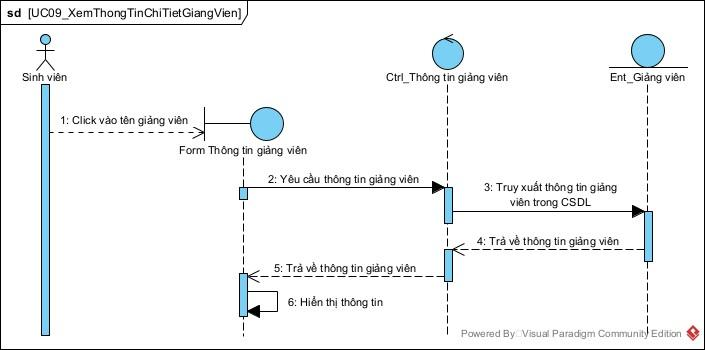 sd [UC09_XemThongTinChiTietGiangVien]
Sinh viên
Ctrl_Thông tin giảng viên
Ent_Giảng viên
1: Click vào tên giảng viên
Form Thông tin giảng viên
2: Yêu cầu thông tin giảng viên
3: Truy xuất thông tin giảng
viên trong CSDL
4: Trả về thông tin giảng viên
5: Trả về thông tin giảng viên
6: Hiển thị thông tin
Powered By Visual Paradigm Community Edition